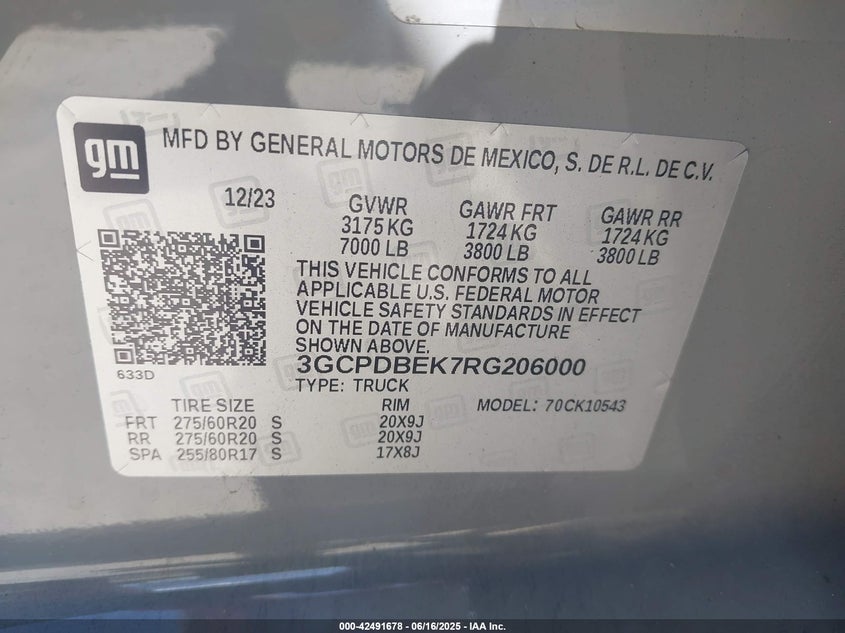 gm
MFD BY GENERAL MOTORS DE MEXICO, S. DE R.L. DE C.V.
12/23
GVWR GAWR FRT GAWR RR
3175 KG 1724 KG 1724 KG
7000 LB 3800 LB 3800 LB
THIS VEHICLE CONFORMS TO ALL
APPLICABLE U.S. FEDERAL MOTOR
VEHICLE SAFETY STANDARDS IN EFFECT
ON THE DATE OF MANUFACTURE
SHOWN ABOVE.
633D
3GCPDBEK7RG206000
TYPE: TRUCK
TIRE SIZE RIM MODEL: 70CK10543
FRT 275/60R20 S 20X9J
RR 275/60R20 S 20X9J
SPA 255/80R17 S 17X8J
000-42491678 - 06/16/2025 - IAA Inc.